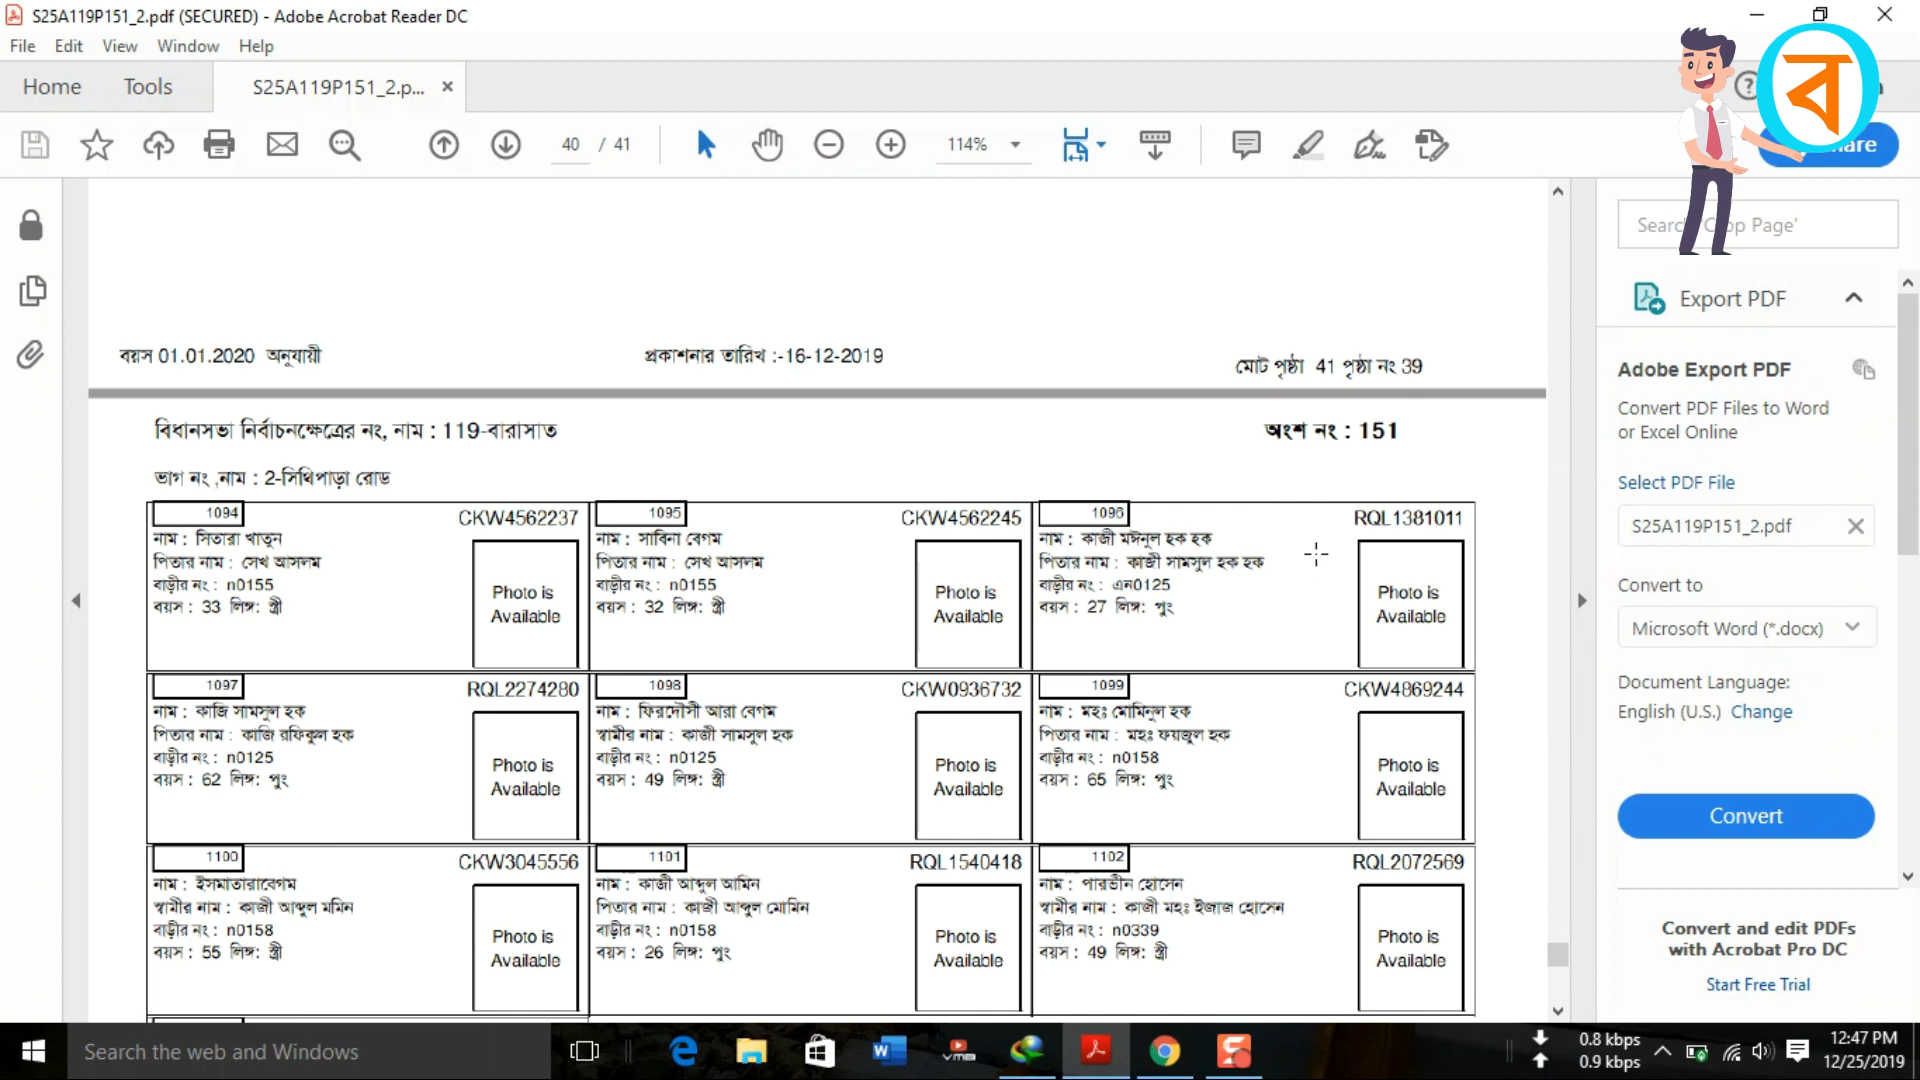 S25A119P151_2.pdf (SECURED) - Adobe Acrobat Reader DC
File Edit View Window Help
Home Tools S25A119P151_2.p...
40 / 41 114%
ব
Export PDF
Adobe Export PDF
Convert PDF Files to Word
or Excel Online
Select PDF File
S25A119P151_2.pdf
Convert to
Microsoft Word (*.docx)
Document Language:
English (U.S.) Change
Convert
Convert and edit PDFs
with Acrobat Pro DC
Start Free Trial
বয়স 01.01.2020 অনুযায়ী প্রকাশনার তারিখ :-16-12-2019 মোট পৃষ্ঠা 41 পৃষ্ঠা নং 39
বিধানসভা নির্বাচনক্ষেত্রের নং, নাম : 119-বারাসাত অংশ নং : 151
ভাগ নং ,নাম : 2-সিথিপাড়া রোড
1094 CKW4562237
নাম : সিতারা খাতুন
পিতার নাম : সেখ আসলম
বাড়ীর নং : n0155
বয়স : 33 লিঙ্গ: স্ত্রী
Photo is
Available
1095 CKW4562245
নাম : সাবিনা বেগম
পিতার নাম : সেখ আসলম
বাড়ীর নং : n0155
বয়স : 32 লিঙ্গ: স্ত্রী
Photo is
Available
1096 RQL1381011
নাম : কাজী মঈনুল হক হক
পিতার নাম : কাজী সামসুল হক হক
বাড়ীর নং : এন0125
বয়স : 27 লিঙ্গ: পুং
Photo is
Available
1097 RQL2274280
নাম : কাজি সামসুল হক
পিতার নাম : কাজি রফিকুল হক
বাড়ীর নং : n0125
বয়স : 62 লিঙ্গ: পুং
Photo is
Available
1098 CKW0936732
নাম : ফিরদৌসী আরা বেগম
স্বামীর নাম : কাজী সামসুল হক
বাড়ীর নং : n0125
বয়স : 49 লিঙ্গ: স্ত্রী
Photo is
Available
1099 CKW4869244
নাম : মহঃ মোমিনুল হক
পিতার নাম : মহঃ ফয়জুল হক
বাড়ীর নং : n0158
বয়স : 65 লিঙ্গ: পুং
Photo is
Available
1100 CKW3045556
নাম : ইসমাতারাবেগম
স্বামীর নাম : কাজী আব্দুল মমিন
বাড়ীর নং : n0158
বয়স : 55 লিঙ্গ: স্ত্রী
Photo is
Available
1101 RQL1540418
নাম : কাজী আব্দুল আমিন
পিতার নাম : কাজী আব্দুল মোমিন
বাড়ীর নং : n0158
বয়স : 26 লিঙ্গ: পুং
Photo is
Available
1102 RQL2072569
নাম : পারভীন হোসেন
স্বামীর নাম : কাজী মহঃ ইজাজ হোসেন
বাড়ীর নং : n0339
বয়স : 49 লিঙ্গ: স্ত্রী
Photo is
Available
Search the web and Windows
0.8 kbps
0.9 kbps
12:47 PM
12/25/2019